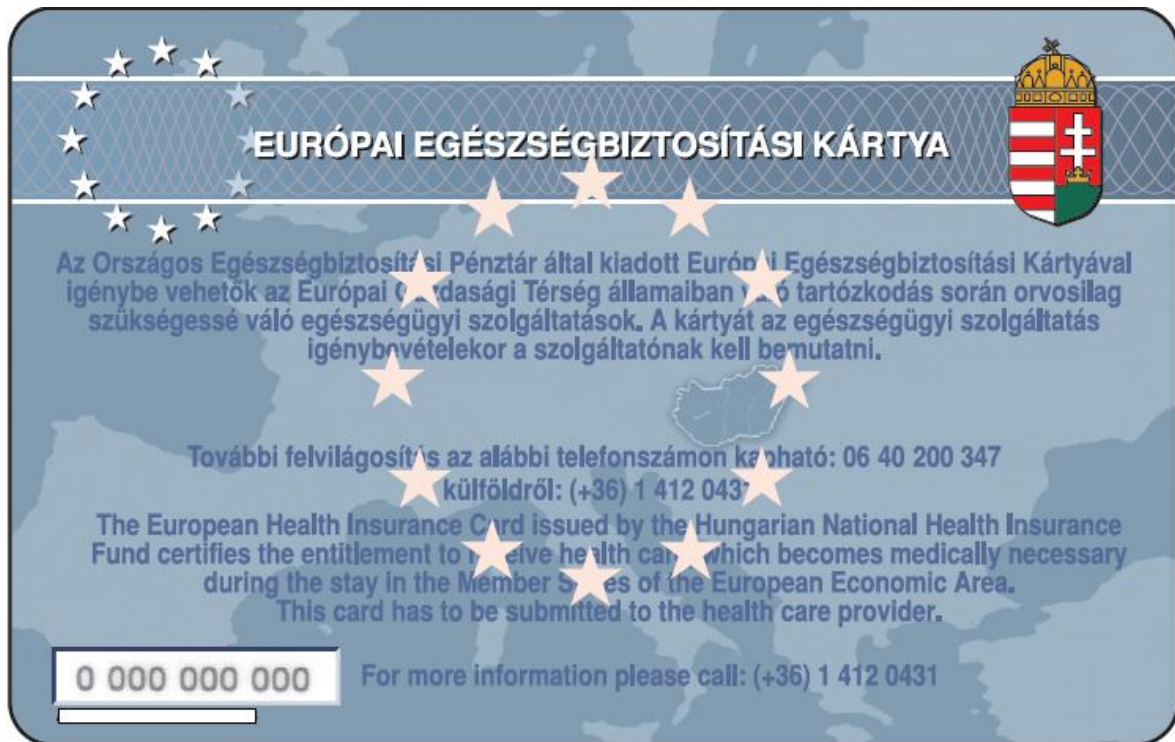 EURÓPAI EGÉSZSÉGBIZTOSÍTÁSI KÁRTYA
Az Országos Egészségbiztosítási Pénztár által kiadott Európai Egészségbiztosítási Kártyával
igénybe vehetők az Európai Gazdasági Térség államaiban való tartózkodás során orvosilag
szükségessé váló egészségügyi szolgáltatások. A kártyát az egészségügyi szolgáltatás
igénybevételekor a szolgáltatónak kell bemutatni.
További felvilágosítás az alábbi telefonszámon kapható: 06 40 200 347
külföldről: (+36) 1 412 0431
The European Health Insurance Card issued by the Hungarian National Health Insurance
Fund certifies the entitlement to receive health care which becomes medically necessary
during the stay in the Member States of the European Economic Area.
This card has to be submitted to the health care provider.
0 000 000 000 For more information please call: (+36) 1 412 0431